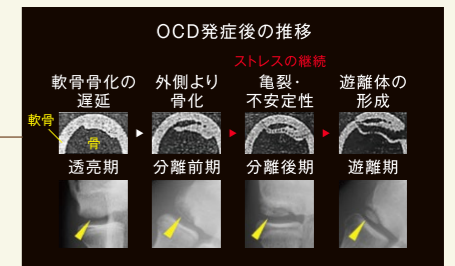 OCD発症後の推移
ストレスの継続
軟骨骨化の
遅延
外側より
骨化
亀裂・
不安定性
遊離体の
形成
軟骨
骨
透亮期
分離前期
分離後期
遊離期